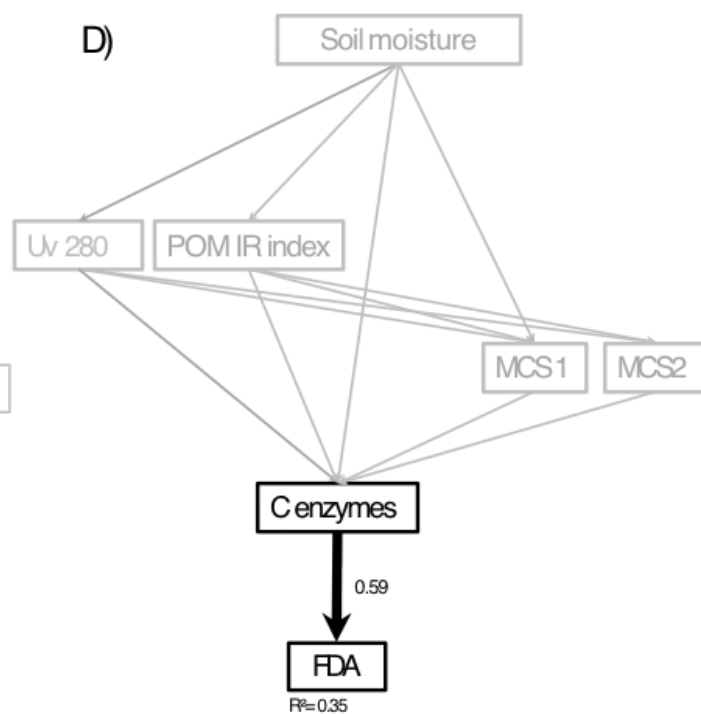 D)
Soil moisture
Uv 280
POM IR index
MCS1
MCS2
C enzymes
0.59
FDA
R²= 0.35